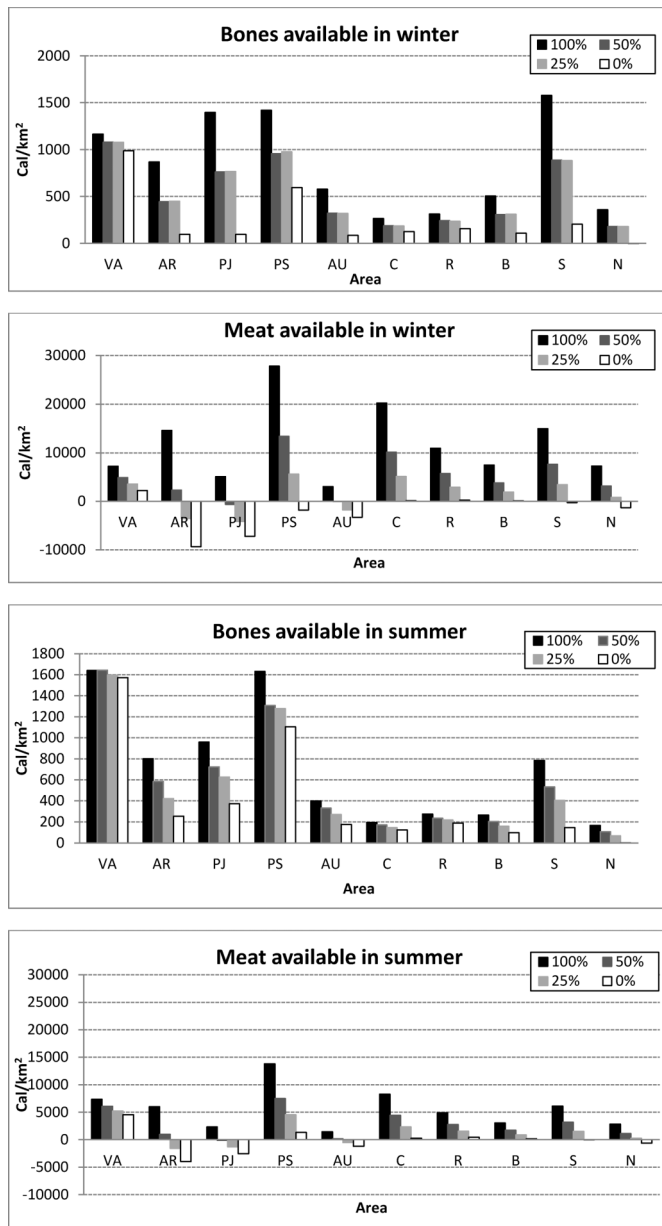 Bones available in winter
100% 50%
25% 0%
2000
1500
1000
500
0
Cal/km²
VA AR PJ PS AU C R B S N
Area
Meat available in winter
100% 50%
25% 0%
30000
20000
10000
0
-10000
Cal/km²
VA AR PJ PS AU C R B S N
Area
Bones available in summer
100% 50%
25% 0%
1800
1600
1400
1200
1000
800
600
400
200
0
Cal/km²
VA AR PJ PS AU C R B S N
Area
Meat available in summer
100% 50%
25% 0%
30000
25000
20000
15000
10000
5000
0
-5000
-10000
Cal/km²
VA AR PJ PS AU C R B S N
Area